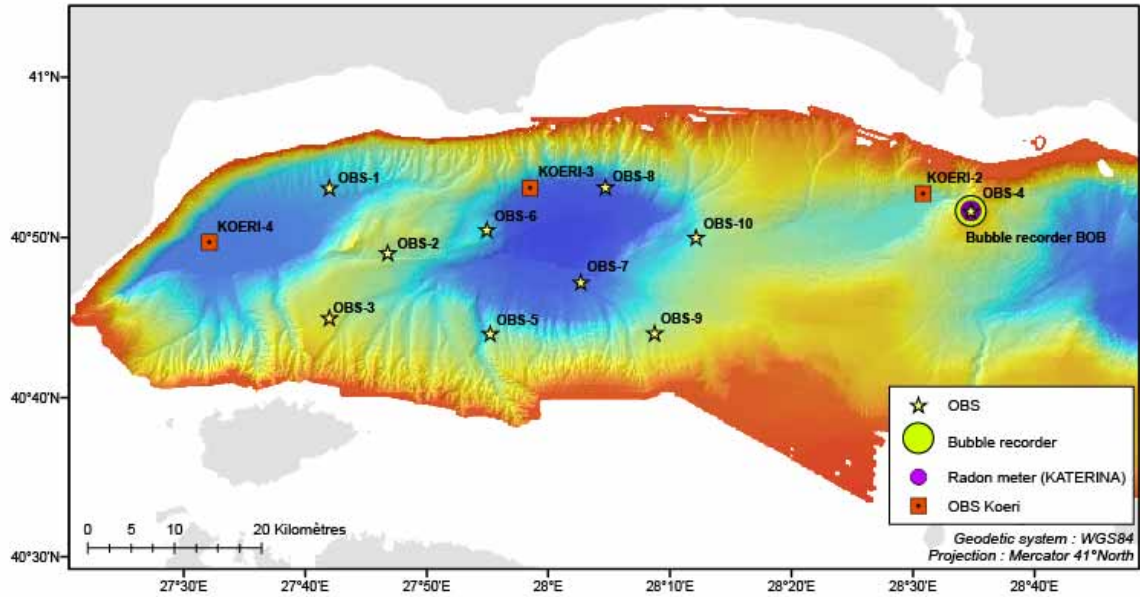 41°N
40°50'N
40°40'N
40°30'N
OBS-1
KOERI-4
OBS-2
OBS-3
KOERI-3
OBS-8
OBS-6
OBS-10
OBS-7
OBS-5
OBS-9
KOERI-2
OBS-4
Bubble recorder BOB
OBS
Bubble recorder
Radon meter (KATERINA)
OBS Koeri
Geodetic system : WGS84
Projection : Mercator 41°North
0 5 10 20 Kilomètres
27°30'E 27°40'E 27°50'E 28°E 28°10'E 28°20'E 28°30'E 28°40'E